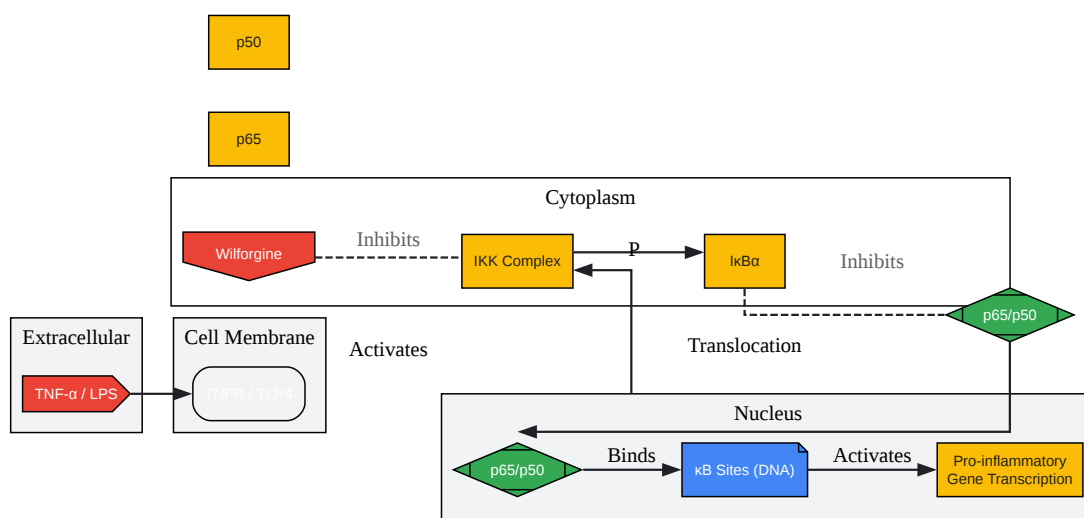 p50
p65
Cytoplasm
Wilforgine
Inhibits
IKK Complex
P
IκBα
Inhibits
p65/p50
Extracellular
TNF-α / LPS
Cell Membrane
TNFR / TLR4
Activates
Translocation
Nucleus
p65/p50
Binds
κB Sites (DNA)
Activates
Pro-inflammatory
Gene Transcription